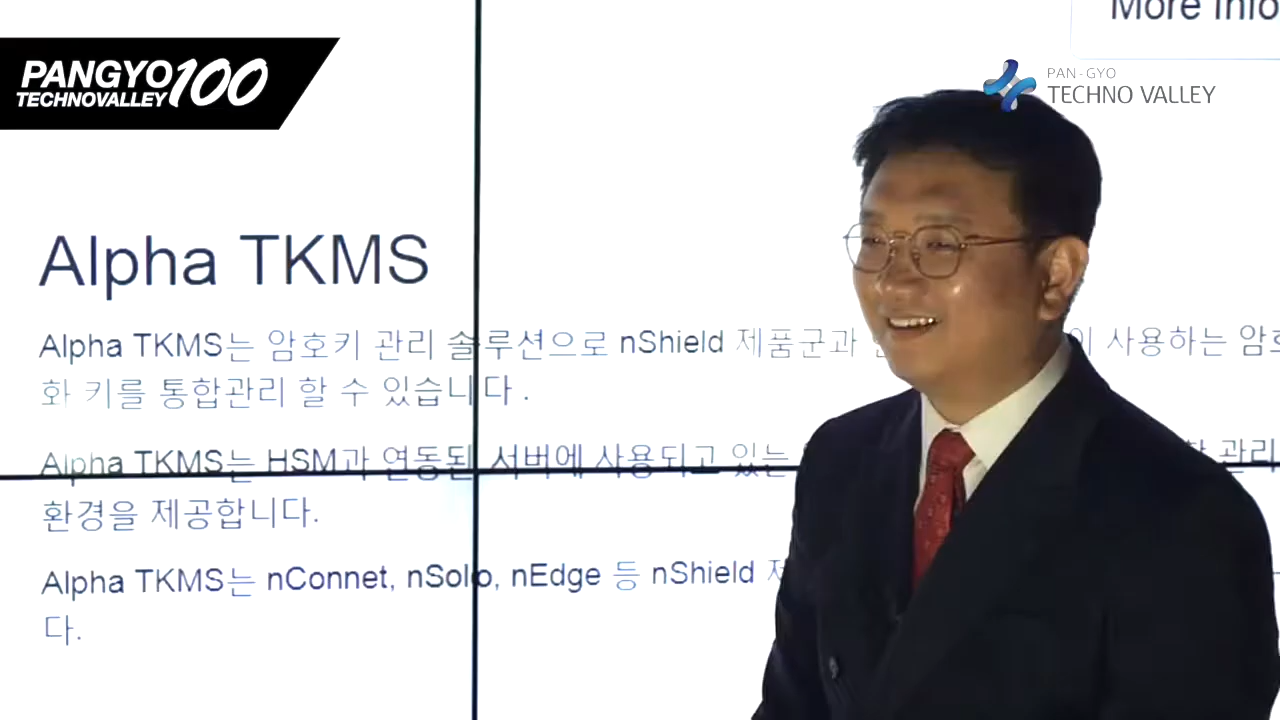 More Info
PANGYO 100
TECHNOVALLEY
PAN-GYO
TECHNO VALLEY
Alpha TKMS
Alpha TKMS는 암호키 관리 솔루션으로 nShield 제품군과 이 사용하는 암호
화 키를 통합관리 할 수 있습니다.
Alpha TKMS는 HSM과 연동된 서버에 사용되고 있는 관리
환경을 제공합니다.
Alpha TKMS는 nConnet, nSolo, nEdge 등 nShield
다.